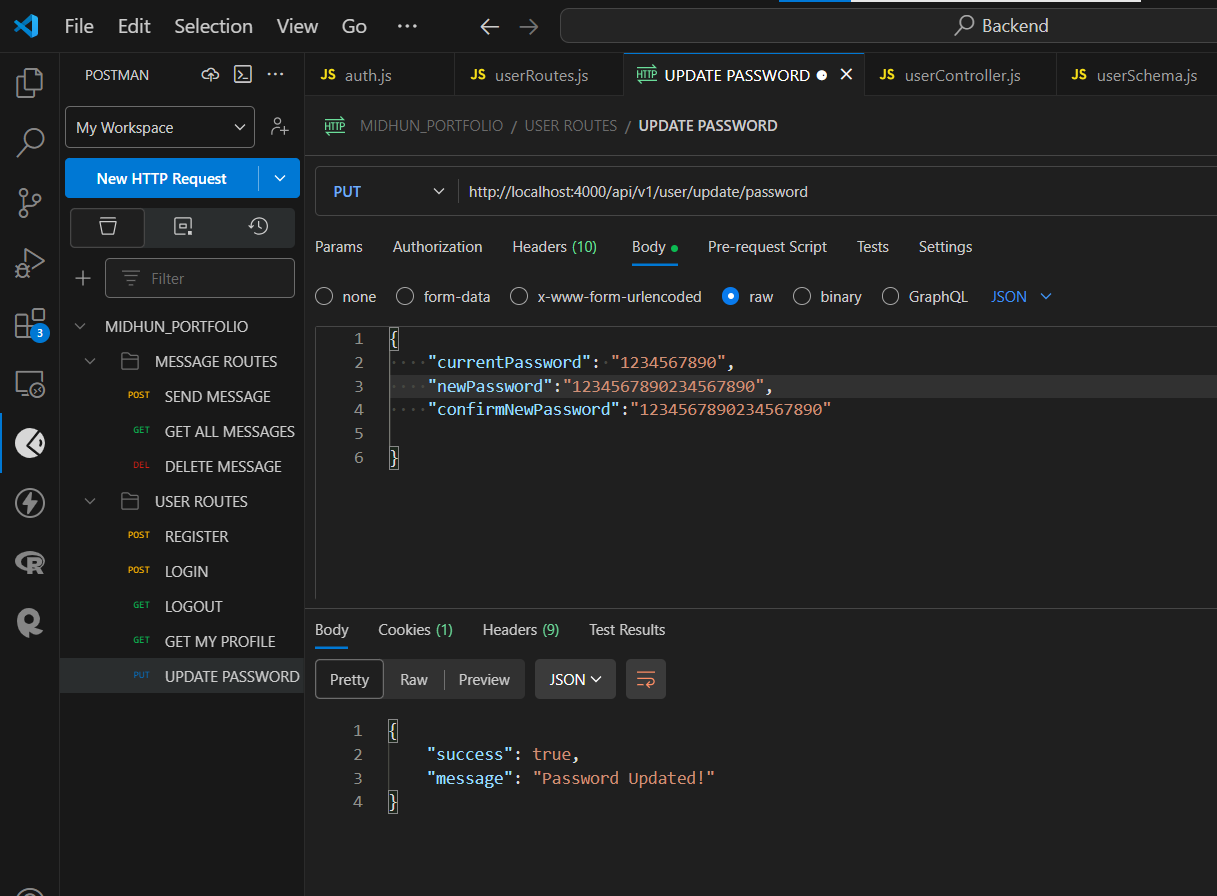 File Edit Selection View Go ··· Backend
POSTMAN
JS auth.js JS userRoutes.js HTTP UPDATE PASSWORD JS userController.js JS userSchema.js
My Workspace
HTTP MIDHUN_PORTFOLIO / USER ROUTES / UPDATE PASSWORD
New HTTP Request
PUT http://localhost:4000/api/v1/user/update/password
Params Authorization Headers (10) Body Pre-request Script Tests Settings
Filter
none form-data x-www-form-urlencoded raw binary GraphQL JSON
3
MIDHUN_PORTFOLIO
MESSAGE ROUTES
POST SEND MESSAGE
GET GET ALL MESSAGES
DEL DELETE MESSAGE
USER ROUTES
POST REGISTER
POST LOGIN
GET LOGOUT
GET GET MY PROFILE
PUT UPDATE PASSWORD
R
1 {
2 "currentPassword": "1234567890",
3 "newPassword":"1234567890234567890",
4 "confirmNewPassword":"1234567890234567890"
5
6 }
Body Cookies (1) Headers (9) Test Results
Pretty Raw Preview JSON
1 {
2 "success": true,
3 "message": "Password Updated!"
4 }